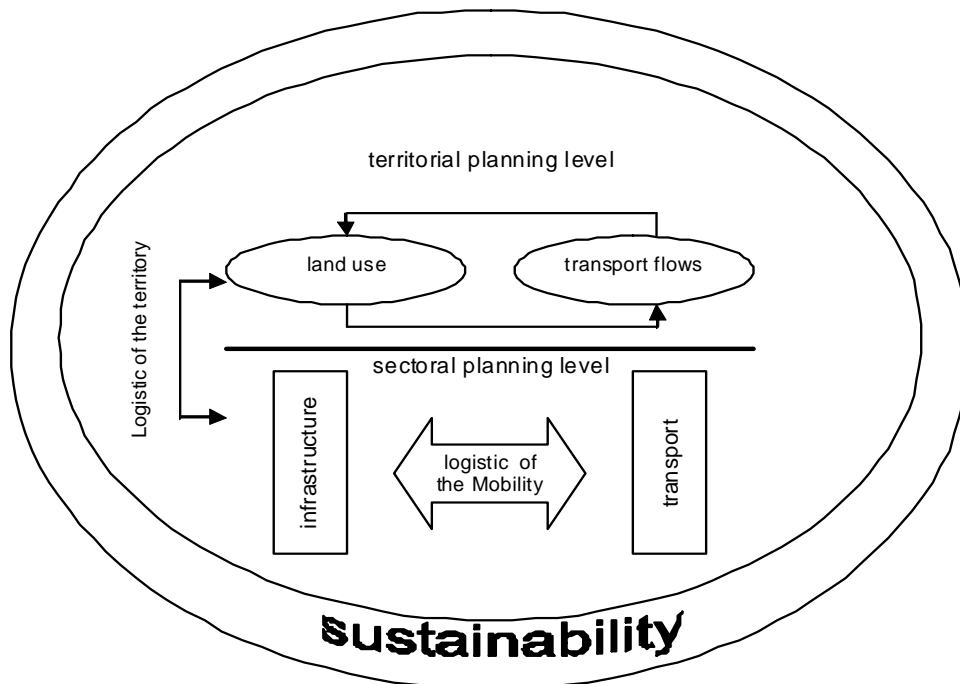 territorial planning level
land use
transport flows
Logistic of the territory
sectoral planning level
infrastructure
logistic of
the Mobility
transport
sustainability